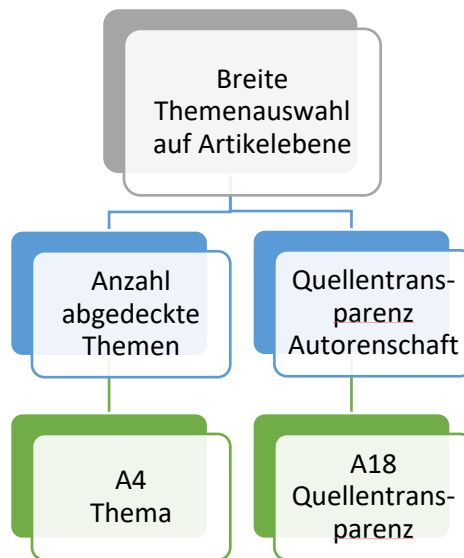 Breite
Themenauswahl
auf Artikelebene
Anzahl
abgedeckte
Themen
Quellentrans-
parenz
Autorenschaft
A4
Thema
A18
Quellentrans-
parenz